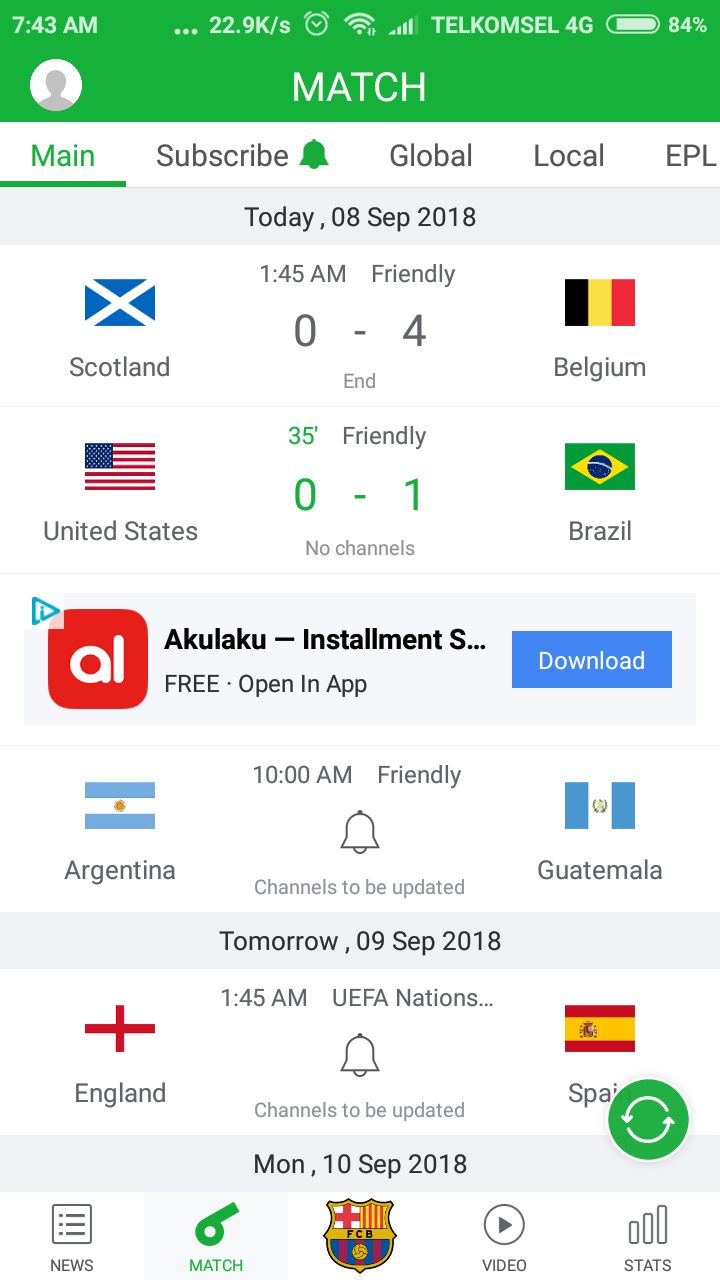 7:43 AM ... 22.9K/s TELKOMSEL 4G 84%
MATCH
Main Subscribe Global Local EPL
Today , 08 Sep 2018
1:45 AM Friendly
0 - 4
Scotland Belgium
End
35' Friendly
0 - 1
United States Brazil
No channels
al
Akulaku — Installment S...
FREE · Open In App
Download
10:00 AM Friendly
Argentina Guatemala
Channels to be updated
Tomorrow , 09 Sep 2018
1:45 AM UEFA Nations...
England Spain
Channels to be updated
Mon , 10 Sep 2018
FCB
NEWS MATCH VIDEO STATS